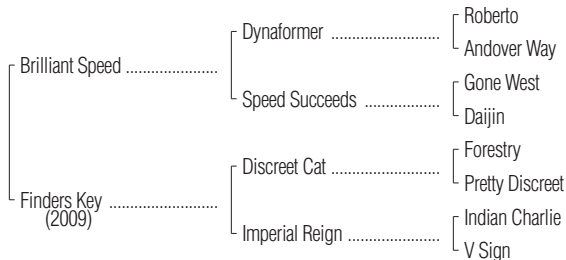 Roberto
Dynaformer ....................
Andover Way
Brilliant Speed .....................
Gone West
Speed Succeeds ..................
Daijin
Forestry
Discreet Cat .........................
Pretty Discreet
Finders Key .........................
(2009)
Indian Charlie
Imperial Reign .....................
V Sign